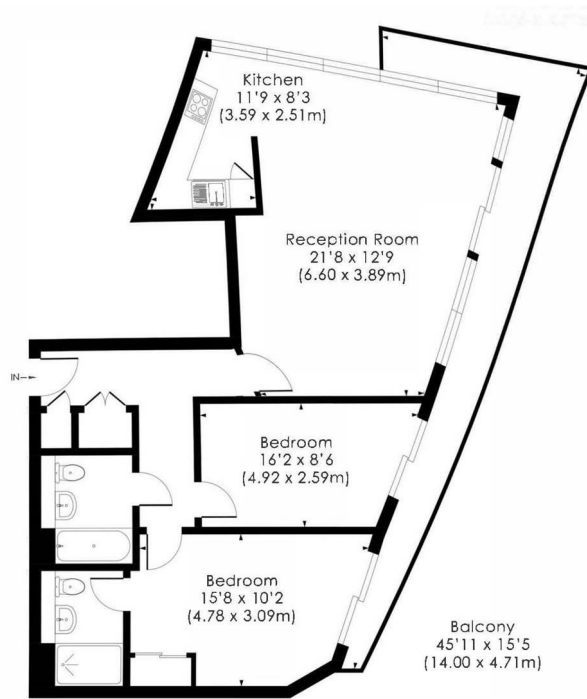 Kitchen
11'9 x 8'3
(3.59 x 2.51m)
Reception Room
21'8 x 12'9
(6.60 x 3.89m)
IN
Bedroom
16'2 x 8'6
(4.92 x 2.59m)
Bedroom
15'8 x 10'2
(4.78 x 3.09m)
Balcony
45'11 x 15'5
(14.00 x 4.71m)